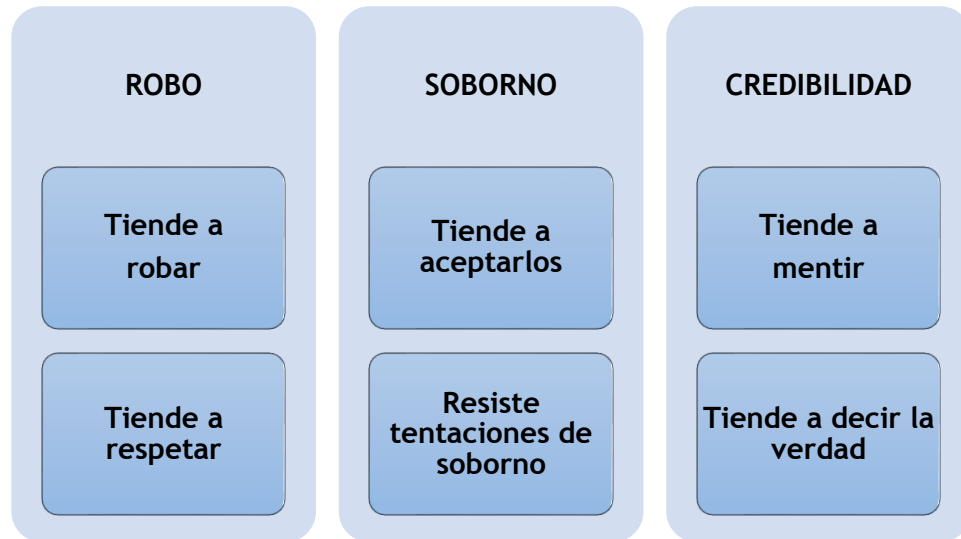 ROBO
Tiende a
robar
Tiende a
respetar
SOBORNO
Tiende a
aceptarlos
Resiste
tentaciones de
soborno
CREDIBILIDAD
Tiende a
mentir
Tiende a decir la
verdad